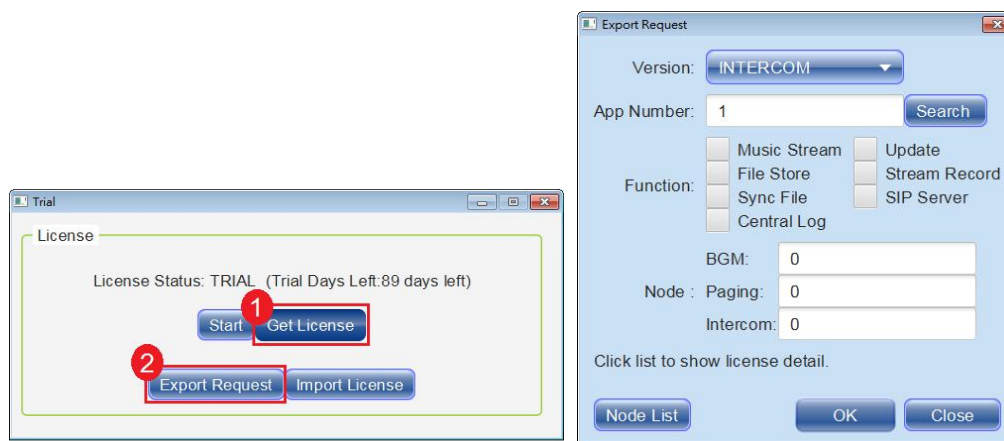 Trial
License
License Status: TRIAL (Trial Days Left:89 days left)
1
Start Get License
2
Export Request Import License
Export Request
Version: INTERCOM
App Number: 1 Search
Function:
Music Stream Update
File Store Stream Record
Sync File SIP Server
Central Log
BGM: 0
Node : Paging: 0
Intercom: 0
Click list to show license detail.
Node List OK Close